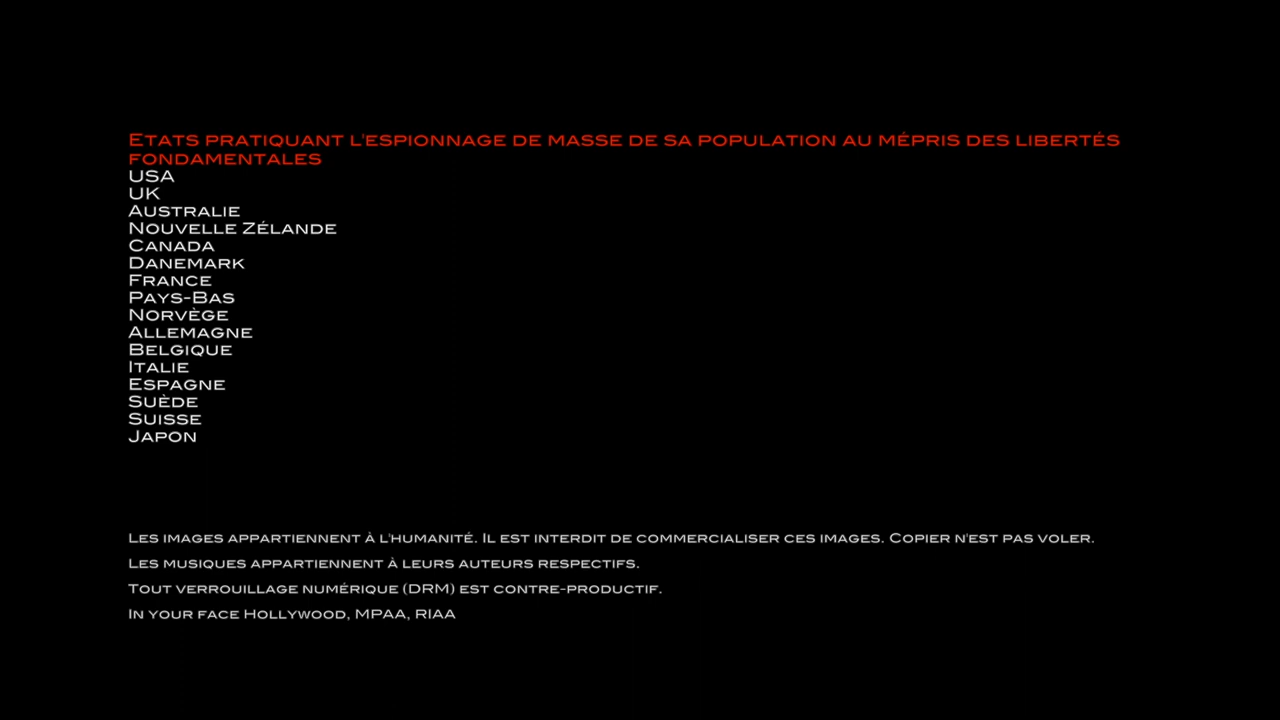 Etats pratiquant l'espionnage de masse de sa population au mépris des libertés
fondamentales
USA
UK
Australie
Nouvelle Zélande
Canada
Danemark
France
Pays-Bas
Norvège
Allemagne
Belgique
Italie
Espagne
Suède
Suisse
Japon
Les images appartiennent à l'humanité. Il est interdit de commercialiser ces images. Copier n'est pas voler.
Les musiques appartiennent à leurs auteurs respectifs.
Tout verrouillage numérique (DRM) est contre-productif.
In your face Hollywood, MPAA, RIAA